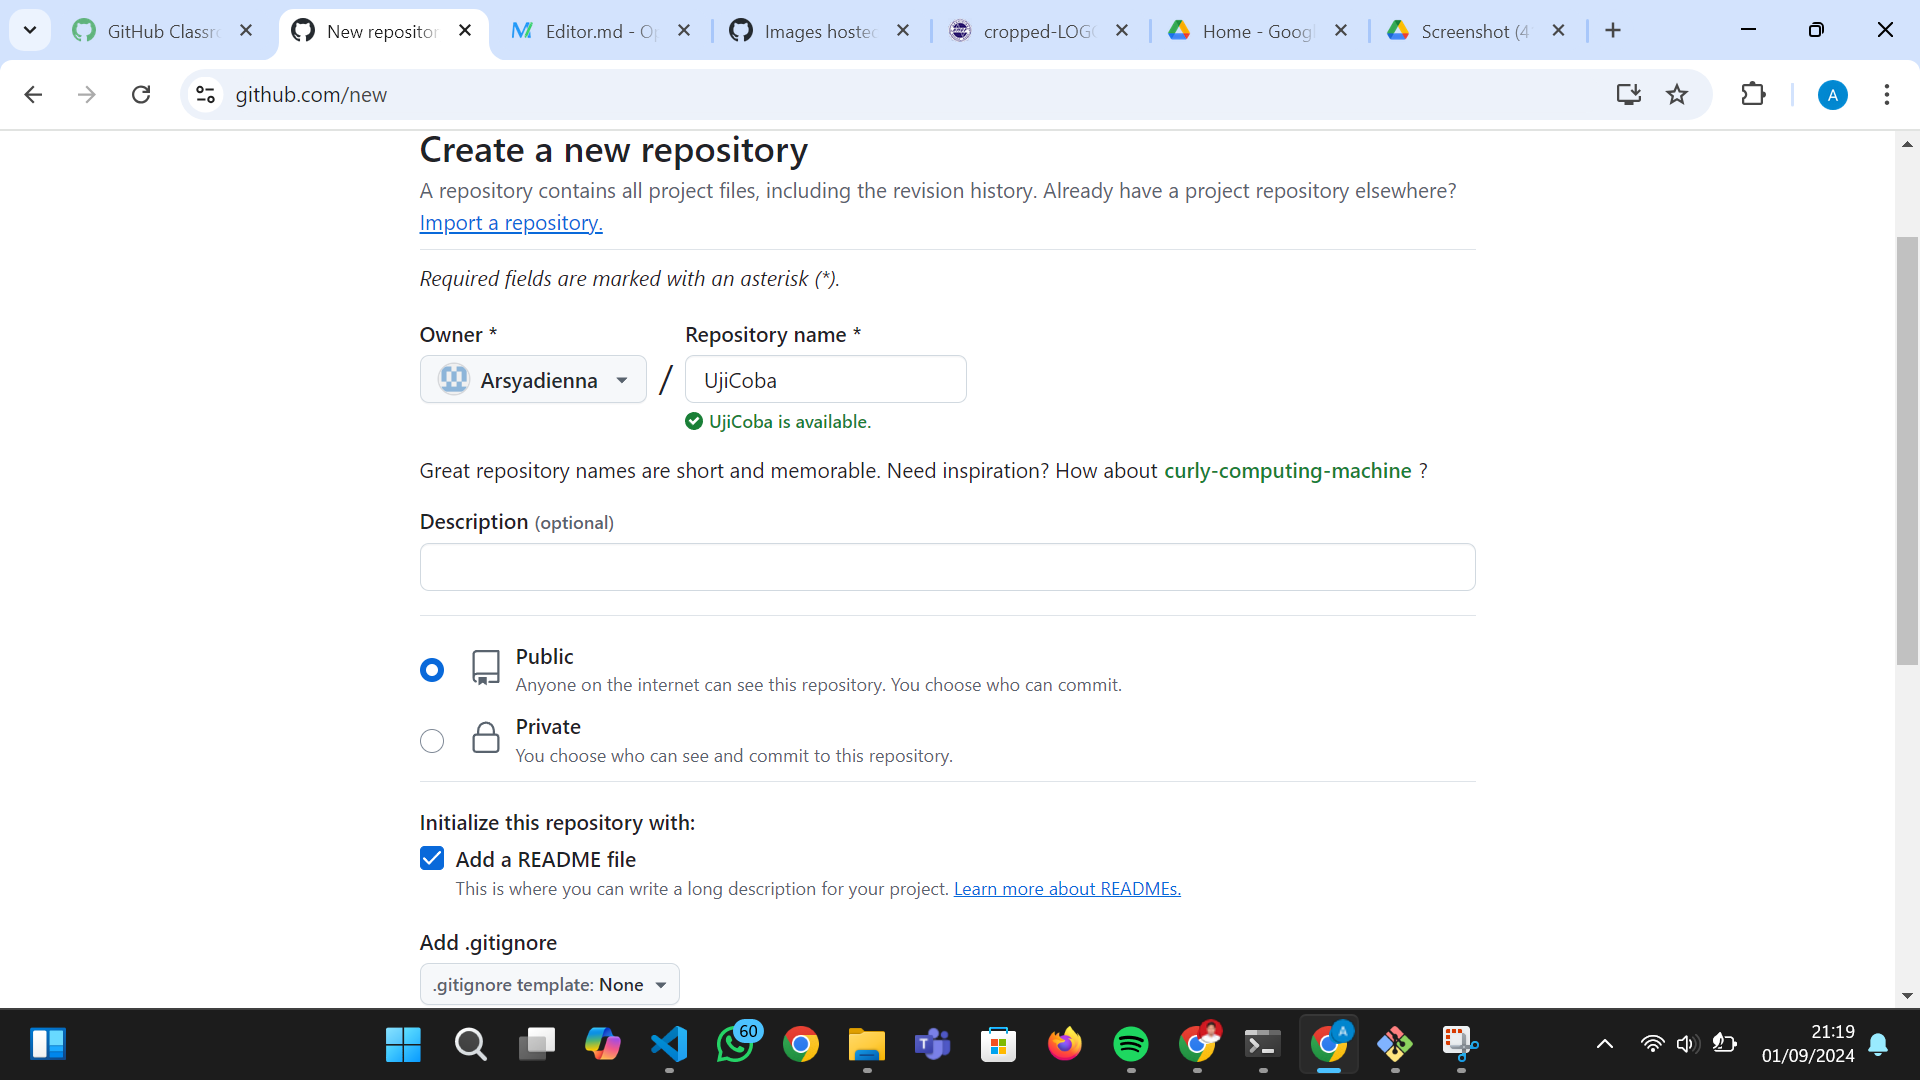 GitHub Classro
New repositor
Editor.md - Op
Images hosted
cropped-LOGO
Home - Googl
Screenshot (4
github.com/new
A
Create a new repository
A repository contains all project files, including the revision history. Already have a project repository elsewhere?
Import a repository.
Required fields are marked with an asterisk (*).
Owner *
Repository name *
Arsyadienna
/
UjiCoba
UjiCoba is available.
Great repository names are short and memorable. Need inspiration? How about curly-computing-machine ?
Description (optional)
Public
Anyone on the internet can see this repository. You choose who can commit.
Private
You choose who can see and commit to this repository.
Initialize this repository with:
Add a README file
This is where you can write a long description for your project. Learn more about READMEs.
Add .gitignore
.gitignore template: None
60
A
21:19
01/09/2024